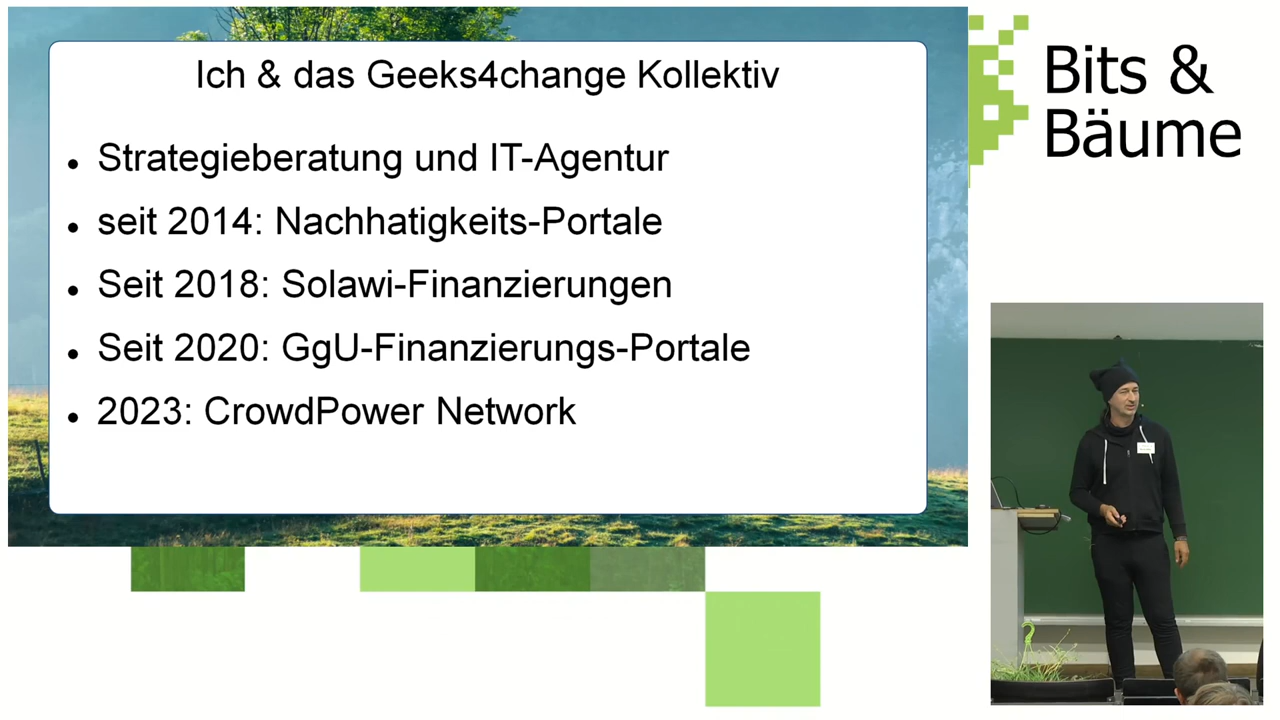 Ich & das Geeks4change Kollektiv
Strategieberatung und IT-Agentur
seit 2014: Nachhatigkeits-Portale
Seit 2018: Solawi-Finanzierungen
Seit 2020: GgU-Finanzierungs-Portale
2023: CrowdPower Network
Bits &
Bäume